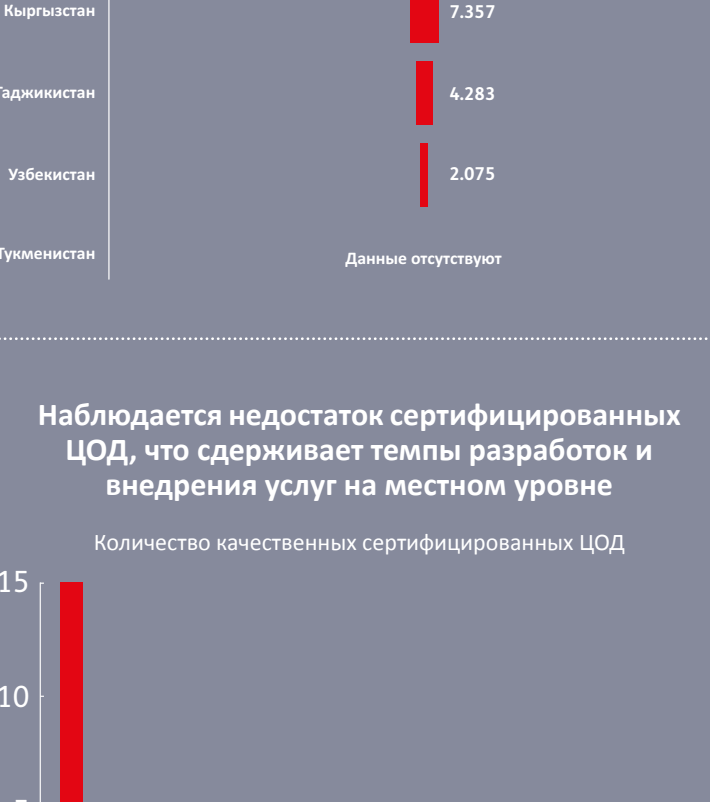 Кыргызстан 7.357
Таджикистан 4.283
Узбекистан 2.075
Тукменистан Данные отсутствуют
Наблюдается недостаток сертифицированных
ЦОД, что сдерживает темпы разработок и
внедрения услуг на местном уровне
Количество качественных сертифицированных ЦОД
15
10